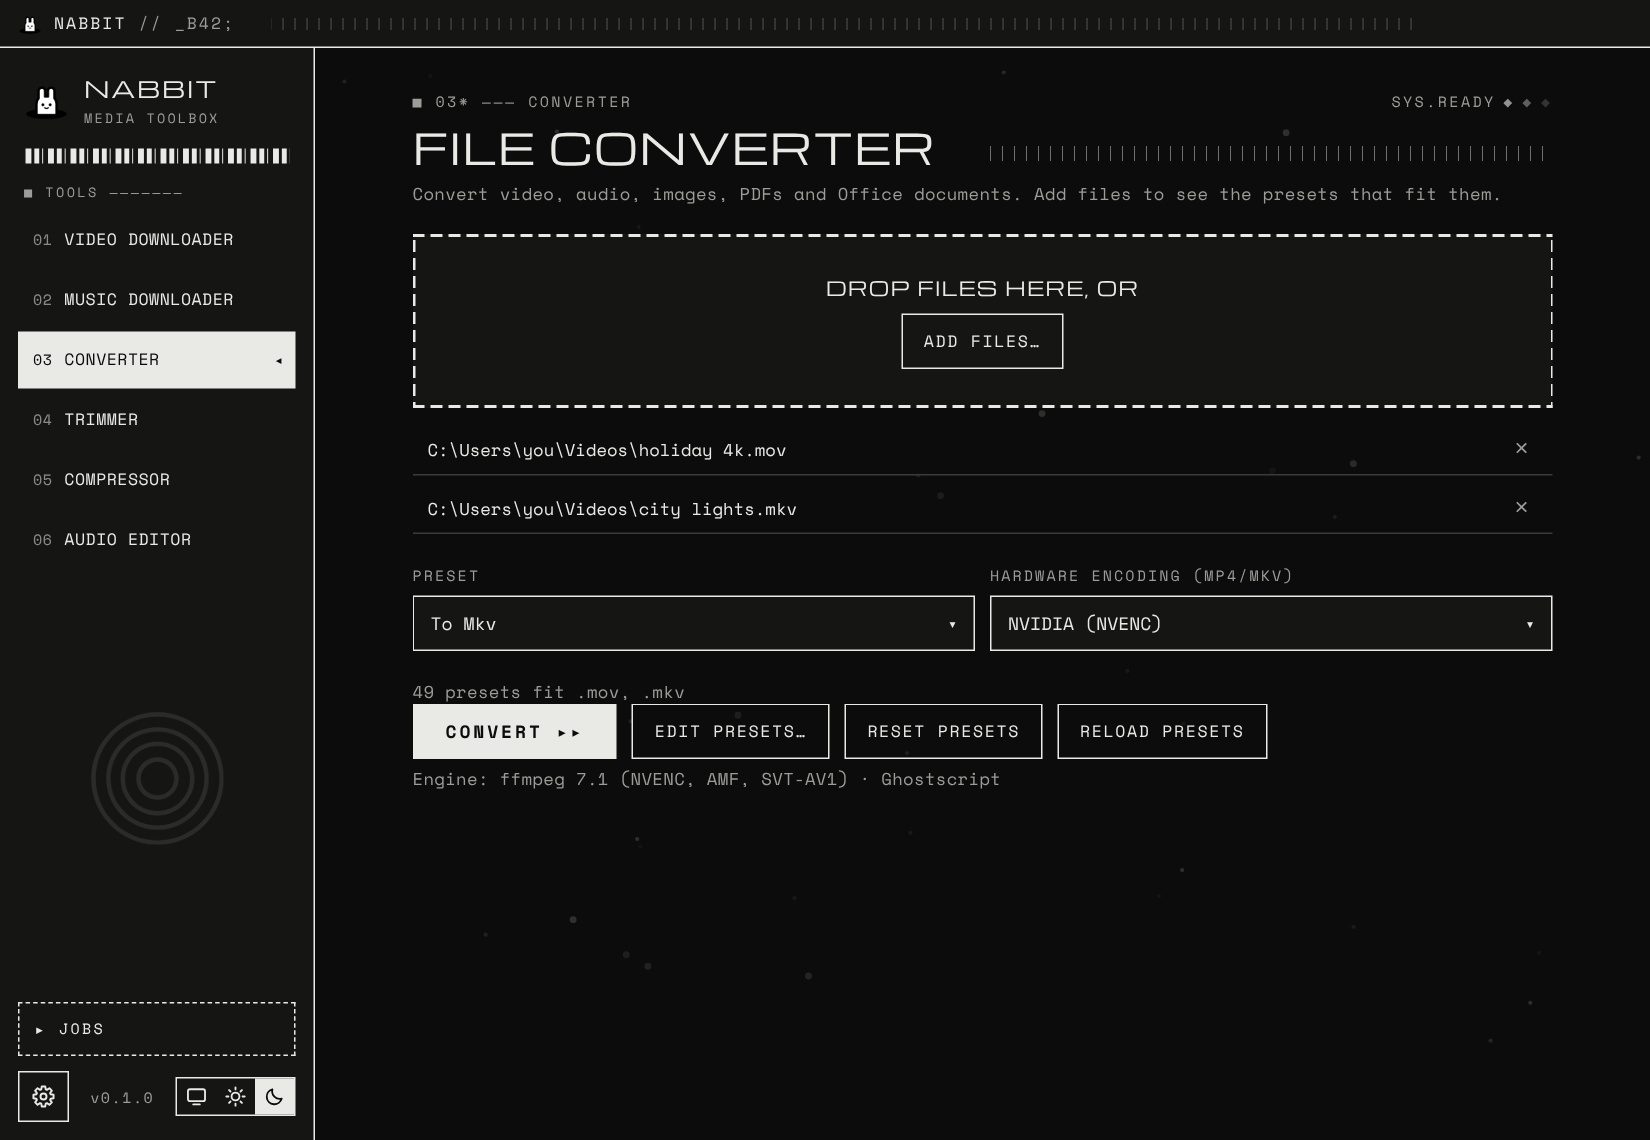 NABBIT // _B42;
NABBIT
MEDIA TOOLBOX
■ TOOLS ———————
01 VIDEO DOWNLOADER
02 MUSIC DOWNLOADER
03 CONVERTER ◂
04 TRIMMER
05 COMPRESSOR
06 AUDIO EDITOR
▸ JOBS
v0.1.0
■ 03* ——— CONVERTER
SYS.READY ◆ ◆ ◆
FILE CONVERTER
Convert video, audio, images, PDFs and Office documents. Add files to see the presets that fit them.
DROP FILES HERE, OR
ADD FILES…
C:\Users\you\Videos\holiday 4k.mov ✕
C:\Users\you\Videos\city lights.mkv ✕
PRESET
HARDWARE ENCODING (MP4/MKV)
To Mkv ▾
NVIDIA (NVENC) ▾
49 presets fit .mov, .mkv
CONVERT ▸▸
EDIT PRESETS…
RESET PRESETS
RELOAD PRESETS
Engine: ffmpeg 7.1 (NVENC, AMF, SVT-AV1) · Ghostscript